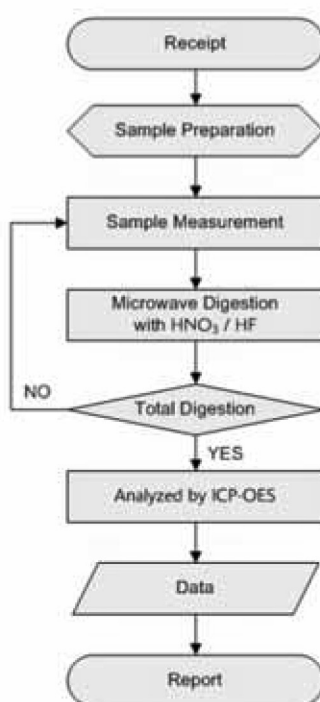 Receipt
Sample Preparation
Sample Measurement
Microwave Digestion
with HNO₃ / HF
Total Digestion
NO
YES
Analyzed by ICP-OES
Data
Report